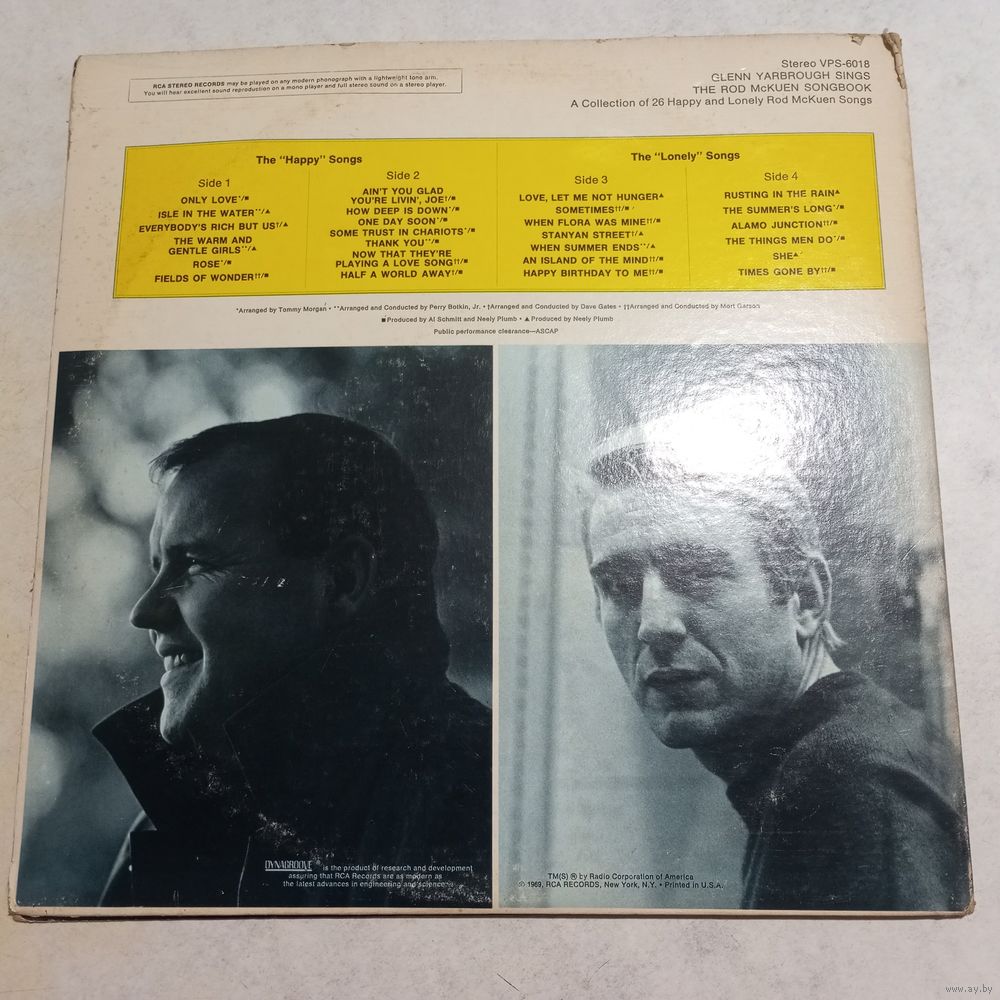 RCA STEREO RECORDS may be played on any modern phonograph with a lightweight tone arm.
You will hear excellent sound reproduction on a mono player and full stereo sound on a stereo player.
Stereo VPS-6018
GLENN YARBROUGH SINGS
THE ROD McKUEN SONGBOOK
A Collection of 26 Happy and Lonely Rod McKuen Songs
The "Happy" Songs
Side 1
ONLY LOVE*/■
ISLE IN THE WATER**/▲
EVERYBODY'S RICH BUT US†/▲
THE WARM AND
GENTLE GIRLS**/▲
ROSE*/■
FIELDS OF WONDER††/■
Side 2
AIN'T YOU GLAD
YOU'RE LIVIN', JOE†/■
HOW DEEP IS DOWN*/■
ONE DAY SOON*/■
SOME TRUST IN CHARIOTS*/■
THANK YOU**/■
NOW THAT THEY'RE
PLAYING A LOVE SONG††/■
HALF A WORLD AWAY†/■
The "Lonely" Songs
Side 3
LOVE, LET ME NOT HUNGER▲
SOMETIMES††/■
WHEN FLORA WAS MINE††/■
STANYAN STREET†/▲
WHEN SUMMER ENDS**/▲
AN ISLAND OF THE MIND††/■
HAPPY BIRTHDAY TO ME††/■
Side 4
RUSTING IN THE RAIN▲
THE SUMMER'S LONG*/■
ALAMO JUNCTION††/■
THE THINGS MEN DO*/■
SHE▲
TIMES GONE BY††/■
*Arranged by Tommy Morgan • **Arranged and Conducted by Perry Botkin, Jr. • †Arranged and Conducted by Dave Gates • ††Arranged and Conducted by Mort Garson
■Produced by Al Schmitt and Neely Plumb • ▲Produced by Neely Plumb
Public performance clearance—ASCAP
DYNAGROOVE ® is the product of research and development
assuring that RCA Records are as modern as
the latest advances in engineering and science.
TM(S) ® by Radio Corporation of America
© 1969, RCA RECORDS, New York, N.Y. • Printed in U.S.A.
www.ay.by